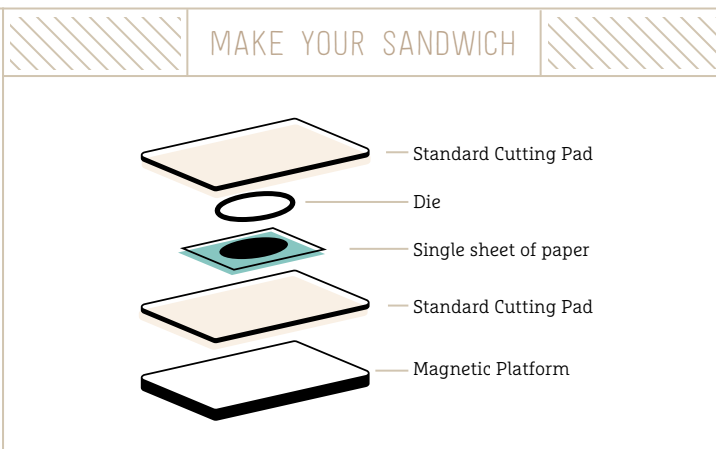 MAKE YOUR SANDWICH
Standard Cutting Pad
Die
Single sheet of paper
Standard Cutting Pad
Magnetic Platform